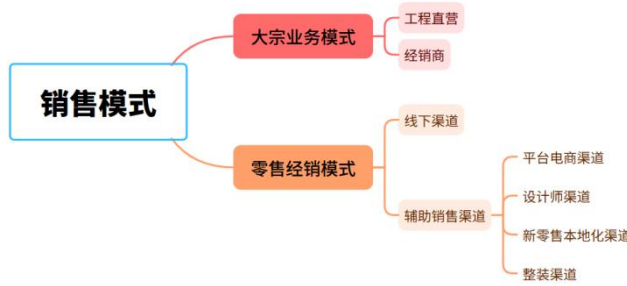 销售模式
大宗业务模式
工程直营
经销商
零售经销模式
线下渠道
辅助销售渠道
平台电商渠道
设计师渠道
新零售本地化渠道
整装渠道